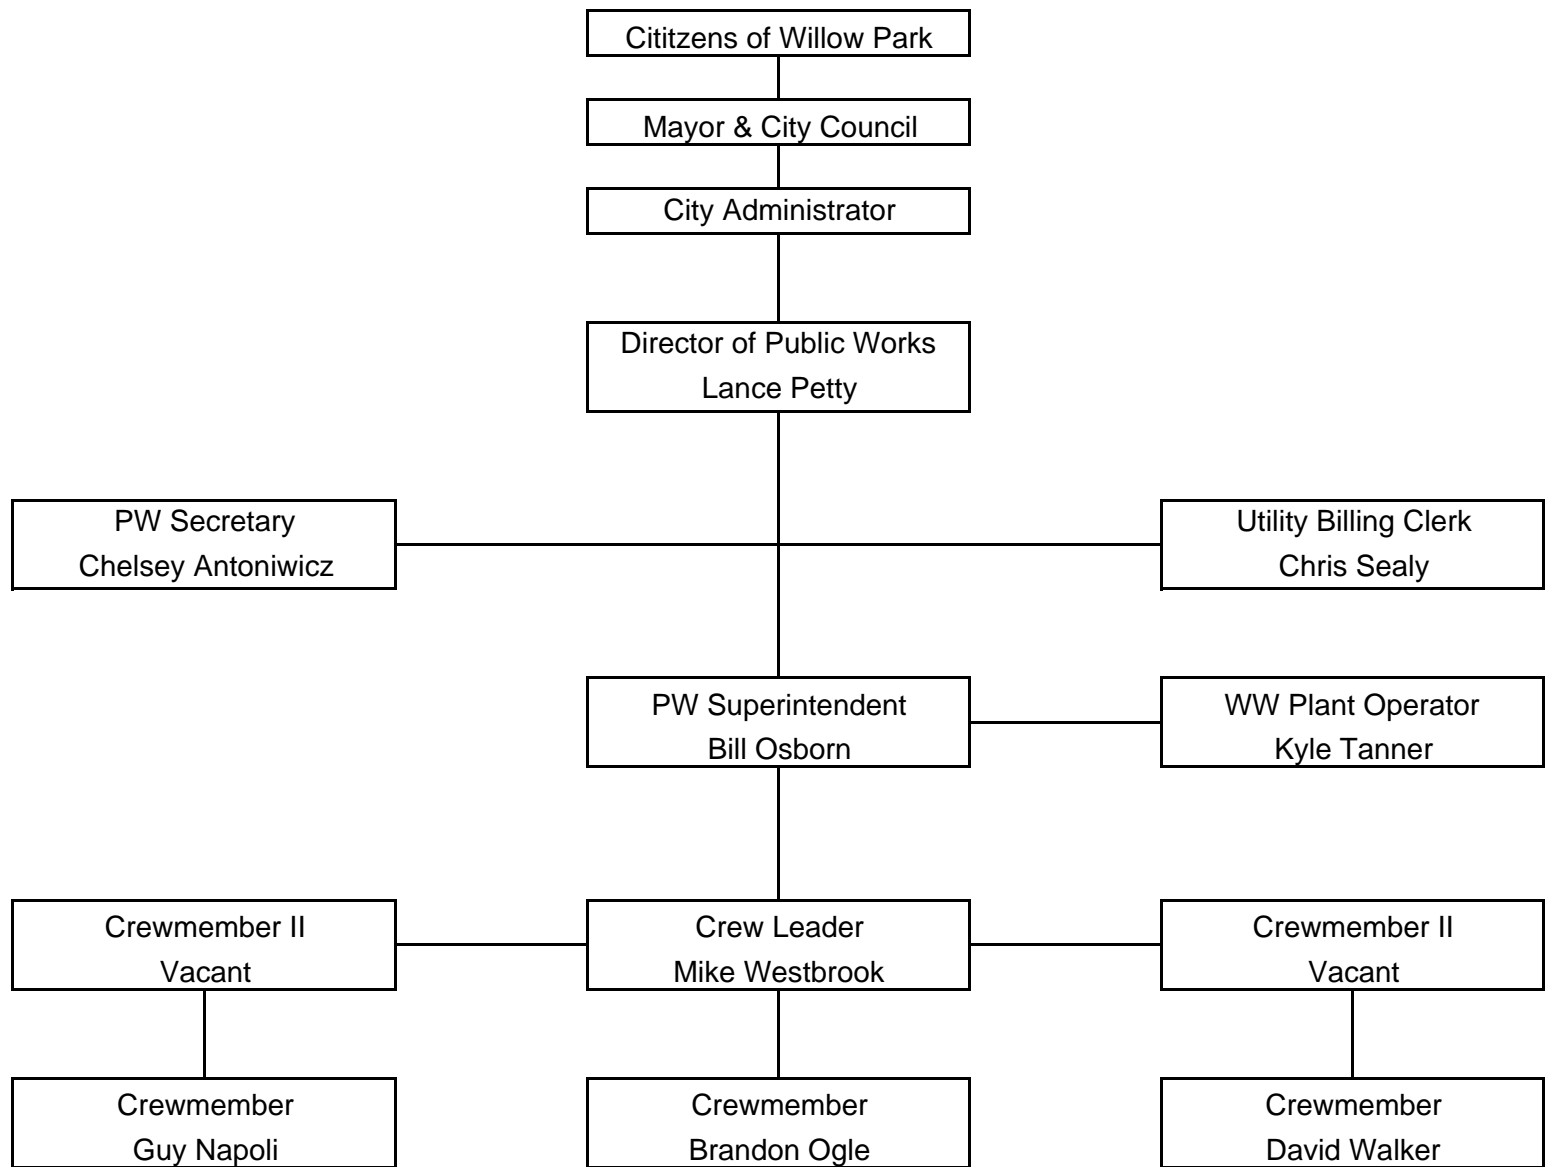 Cititzens of Willow Park
Mayor & City Council
City Administrator
Director of Public Works
Lance Petty
PW Secretary
Chelsey Antoniwicz
Utility Billing Clerk
Chris Sealy
PW Superintendent
Bill Osborn
WW Plant Operator
Kyle Tanner
Crewmember II
Vacant
Crew Leader
Mike Westbrook
Crewmember II
Vacant
Crewmember
Guy Napoli
Crewmember
Brandon Ogle
Crewmember
David Walker